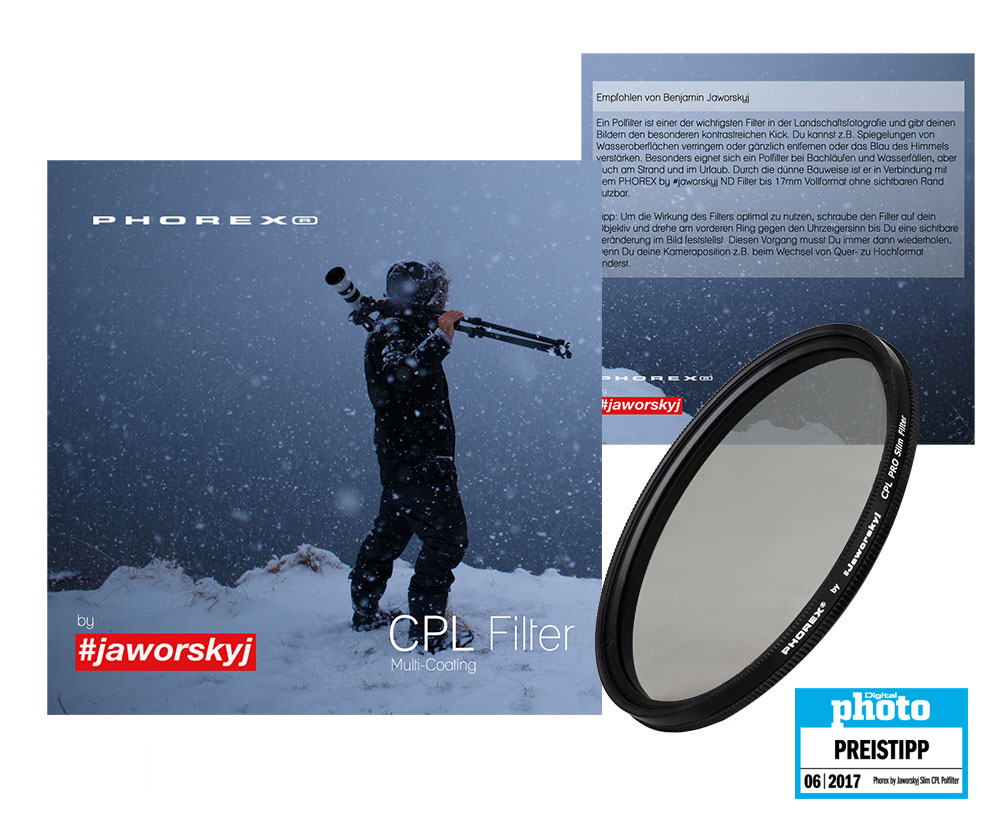 PHOREX®
by
#jaworskyj
CPL Filter
Multi-Coating
Empfohlen von Benjamin Jaworskyj
Ein Polfilter ist einer der wichtigsten Filter in der Landschaftsfotografie und gibt deinen
Bildern den besonderen kontrastreichen Kick. Du kannst z.B. Spiegelungen von
Wasseroberflächen verringern oder gänzlich entfernen oder das Blau des Himmels
verstärken. Besonders eignet sich ein Polfilter bei Bachläufen und Wasserfällen, aber
uch am Strand und im Urlaub. Durch die dünne Bauweise ist er in Verbindung mit
em PHOREX by #jaworskyj ND Filter bis 17mm Vollformat ohne sichtbaren Rand
utzbar.
ipp: Um die Wirkung des Filters optimal zu nutzen, schraube den Filter auf dein
bjektiv und drehe am vorderen Ring gegen den Uhrzeigersinn bis Du eine sichtbare
eränderung im Bild feststellst. Diesen Vorgang musst Du immer dann wiederholen,
enn Du deine Kameraposition z.B. beim Wechsel von Quer- zu Hochformat
nderst.
PHOREX®
by
#jaworskyj
PHOREX® by #Jaworskyj CPL PRO Slim Filter
Digital
photo
PREISTIPP
06|2017 Phorex by Jaworskyj Slim CPL Polfilter